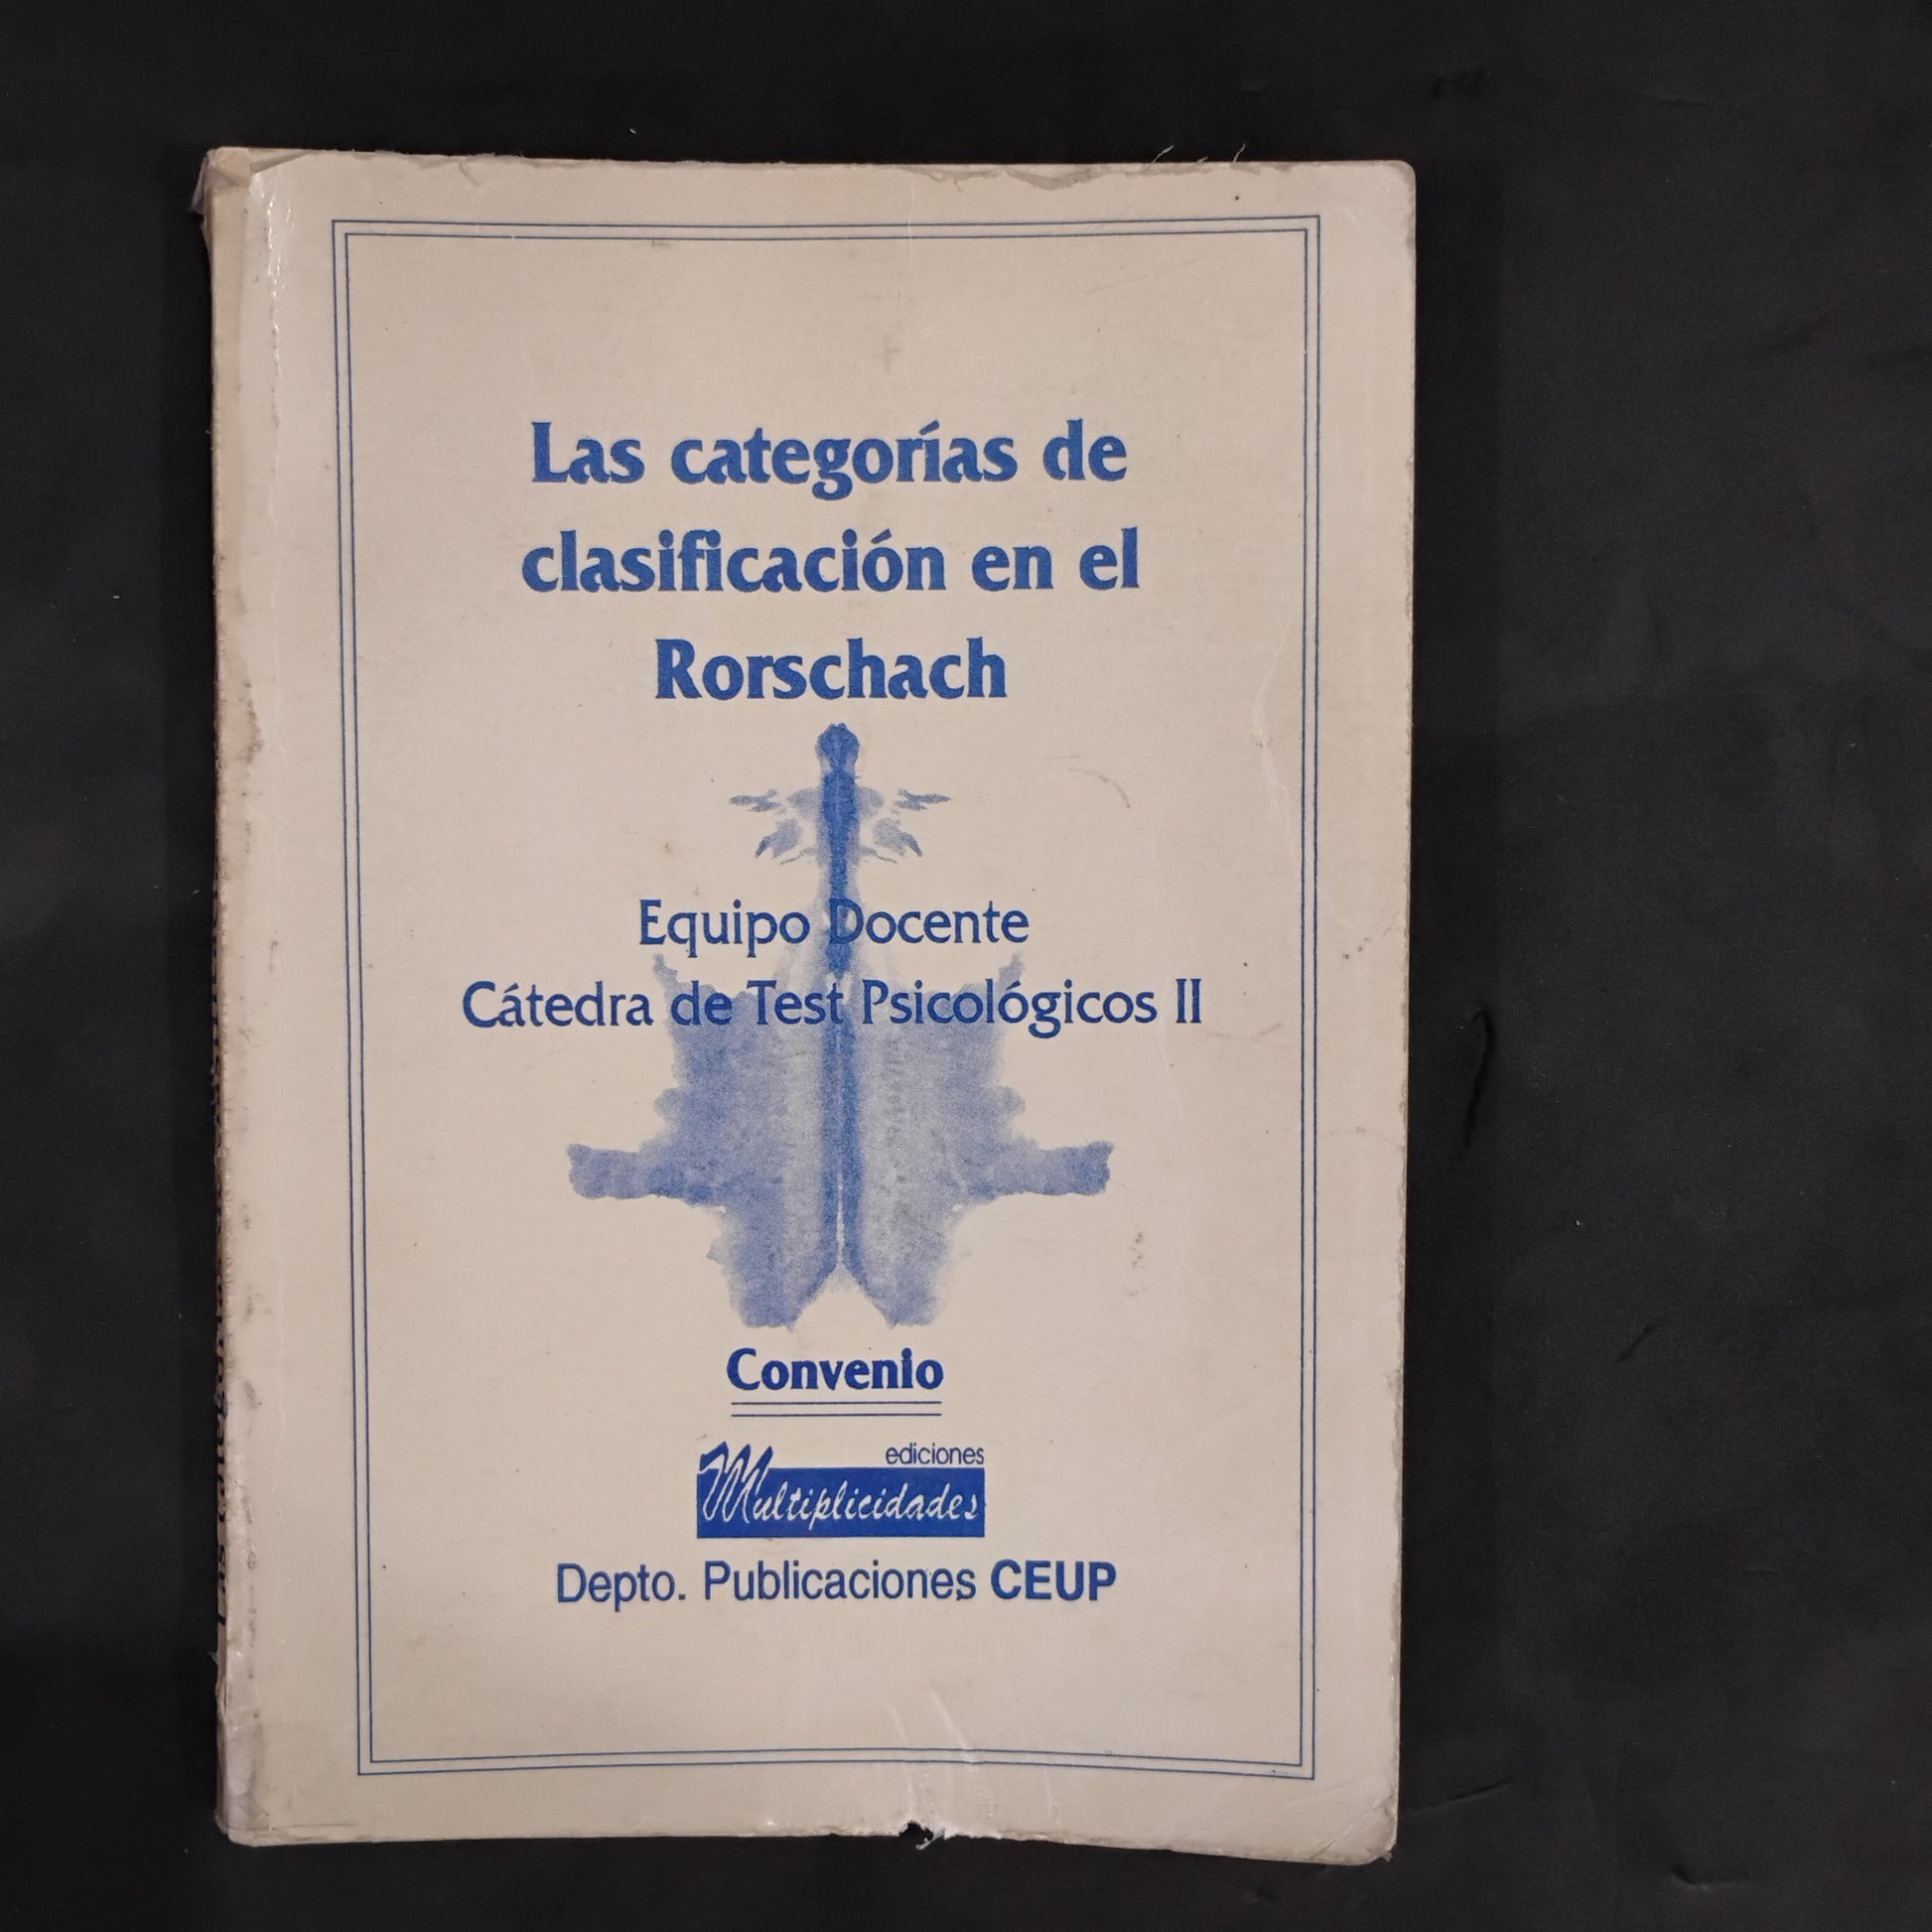 Las categorías de
clasificación en el
Rorschach
Equipo Docente
Cátedra de Test Psicológicos II
Convenio
ediciones
Multiplicidades
Depto. Publicaciones CEUP